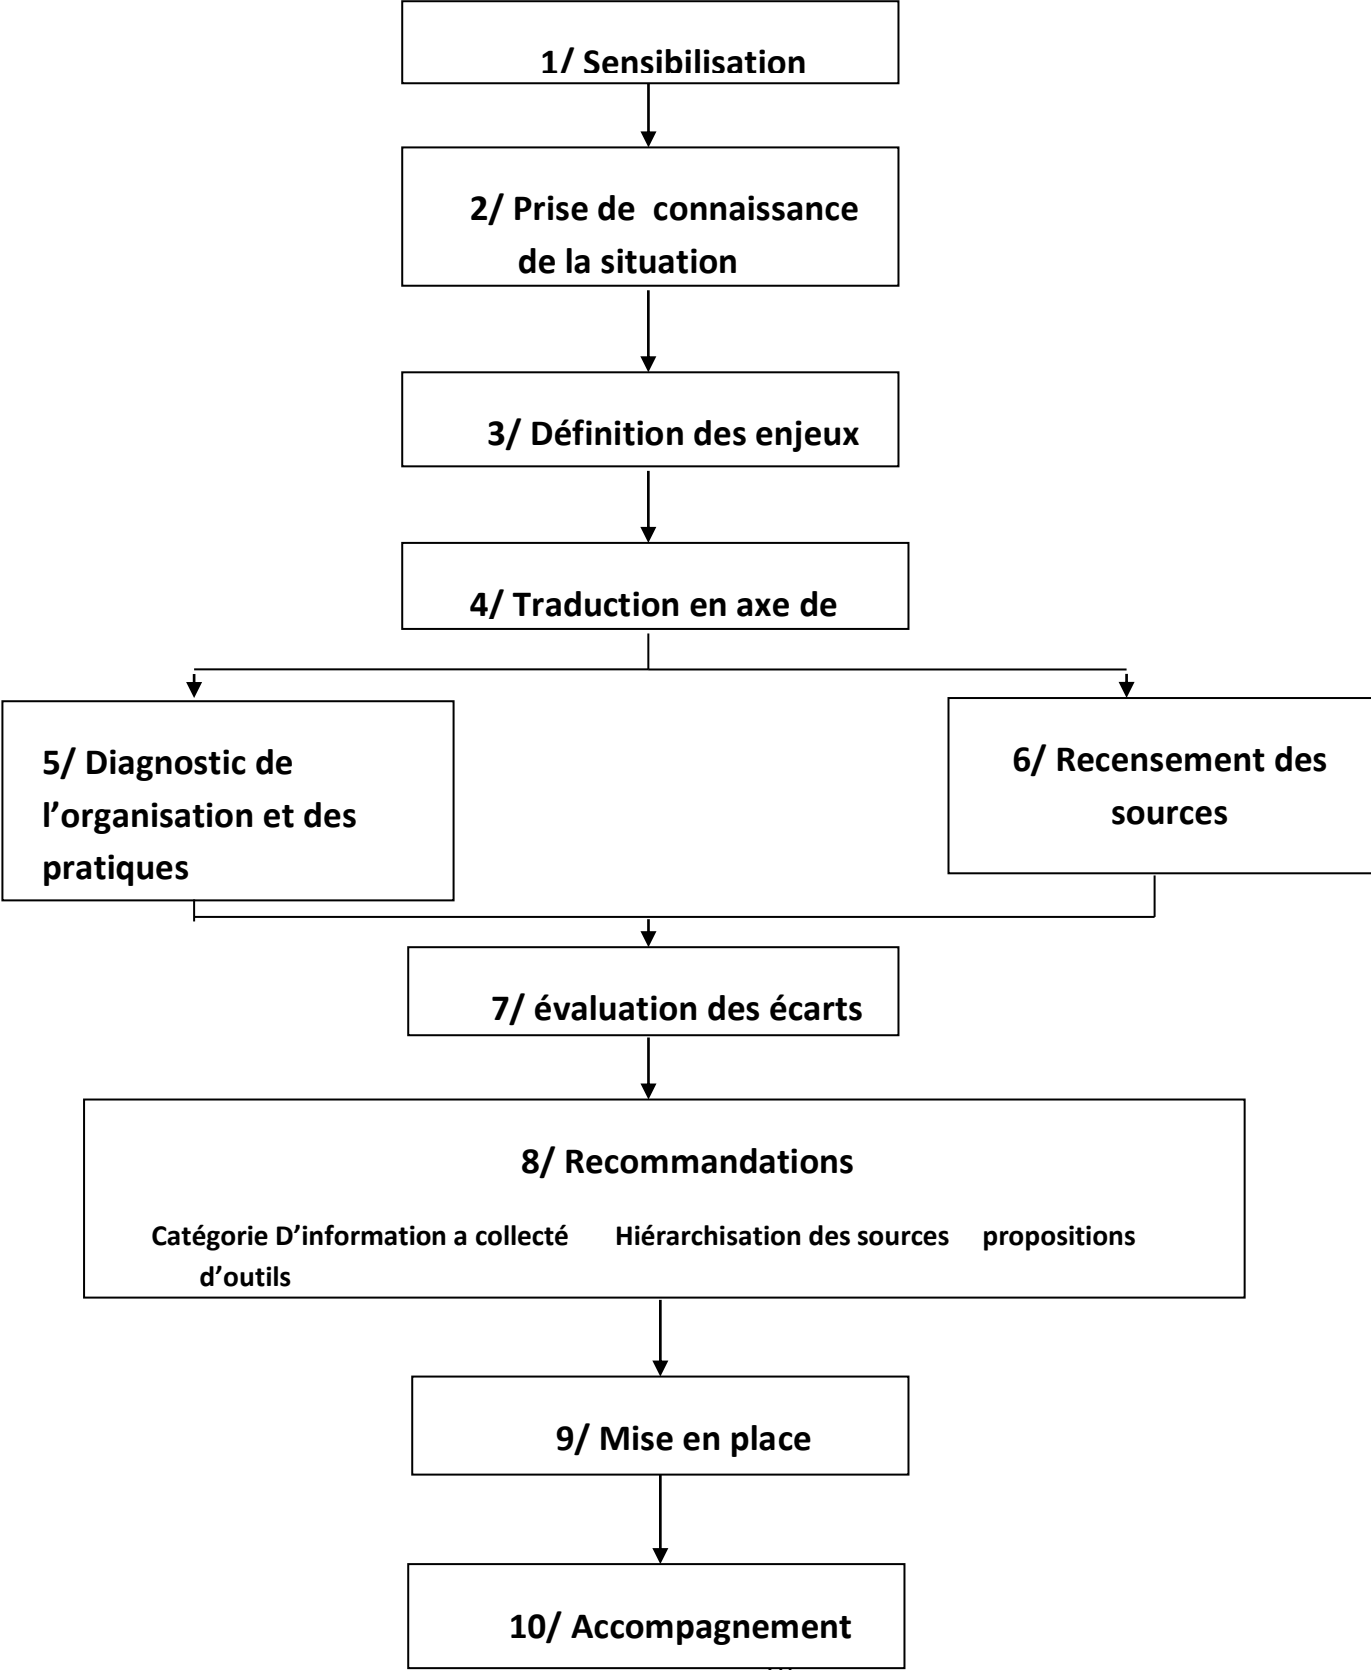 1/ Sensibilisation
2/ Prise de connaissance
de la situation
3/ Définition des enjeux
4/ Traduction en axe de
5/ Diagnostic de
l’organisation et des
pratiques
6/ Recensement des
sources
7/ évaluation des écarts
8/ Recommandations
Catégorie D’information a collecté Hiérarchisation des sources propositions
d’outils
9/ Mise en place
10/ Accompagnement